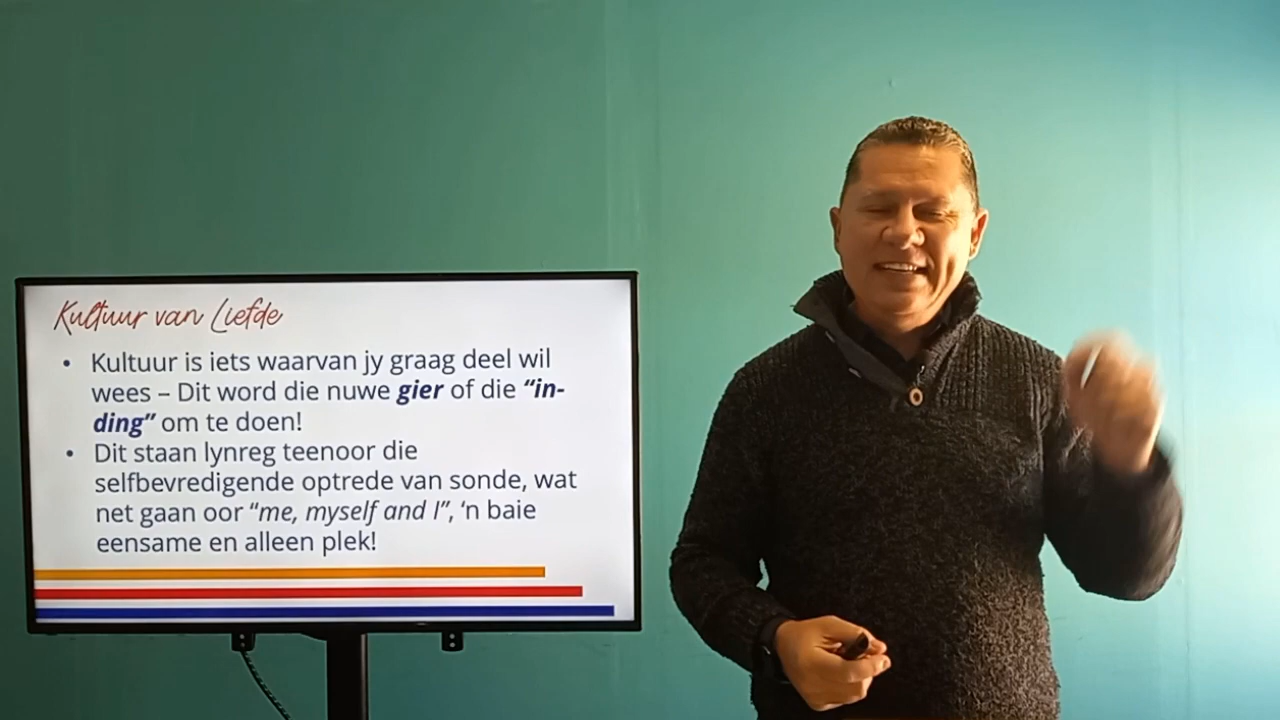 Kultuur van Liefde
• Kultuur is iets waarvan jy graag deel wil
wees – Dit word die nuwe gier of die “in-
ding” om te doen!
• Dit staan lynreg teenoor die
selfbevredigende optrede van sonde, wat
net gaan oor “me, myself and I”, ‘n baie
eensame en alleen plek!